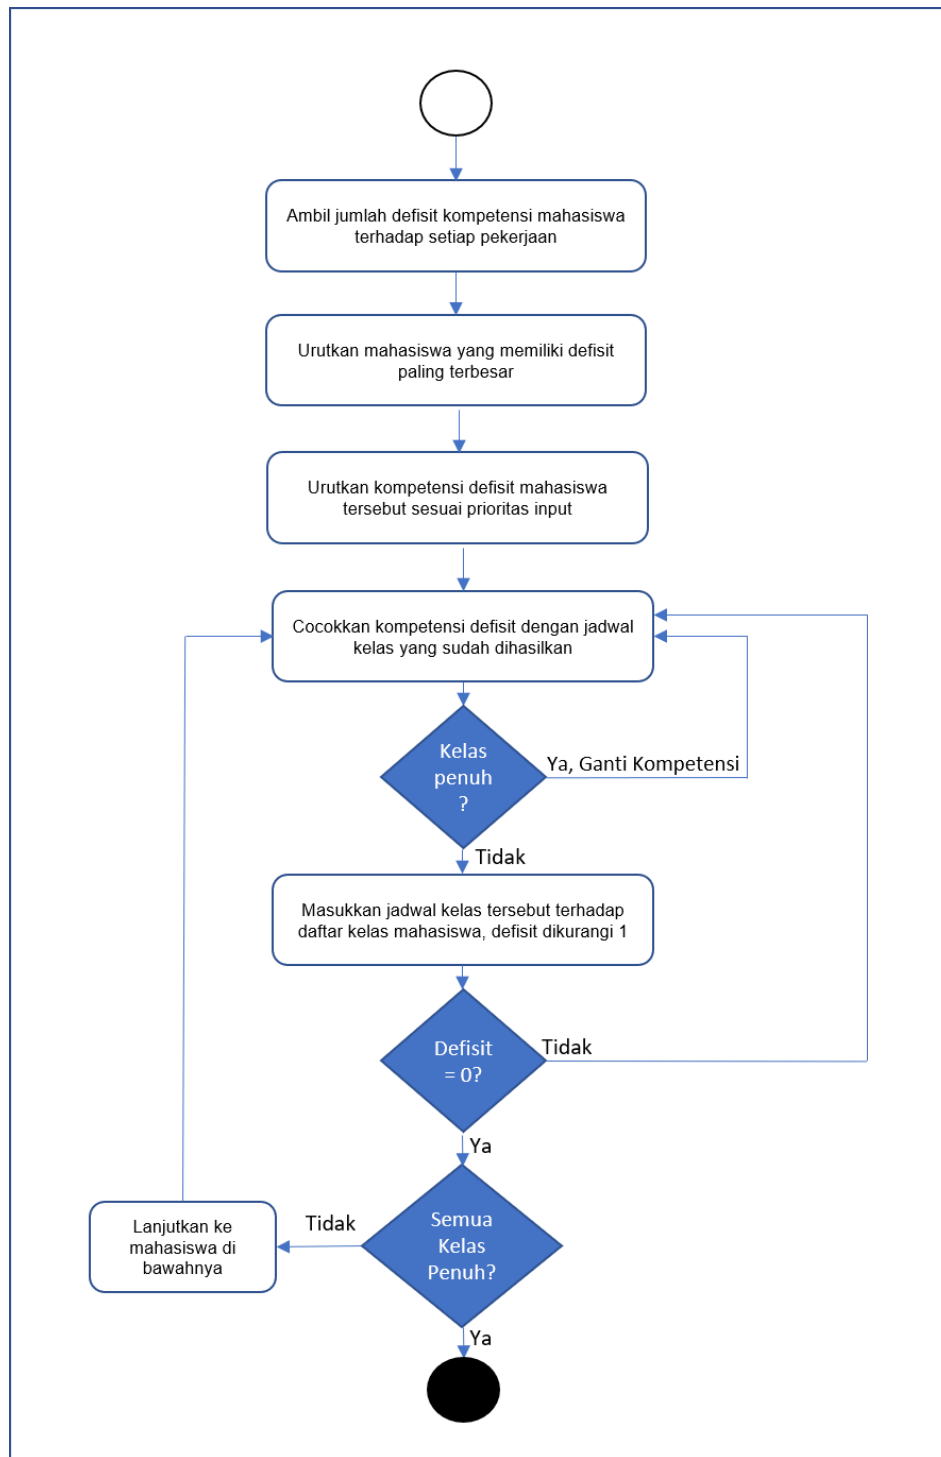 Ambil jumlah defisit kompetensi mahasiswa
terhadap setiap pekerjaan
Urutkan mahasiswa yang memiliki defisit
paling terbesar
Urutkan kompetensi defisit mahasiswa
tersebut sesuai prioritas input
Cocokkan kompetensi defisit dengan jadwal
kelas yang sudah dihasilkan
Kelas
penuh
?
Ya, Ganti Kompetensi
Tidak
Masukkan jadwal kelas tersebut terhadap
daftar kelas mahasiswa, defisit dikurangi 1
Defisit
= 0?
Tidak
Ya
Semua
Kelas
Penuh?
Tidak
Lanjutkan ke
mahasiswa di
bawahnya
Ya